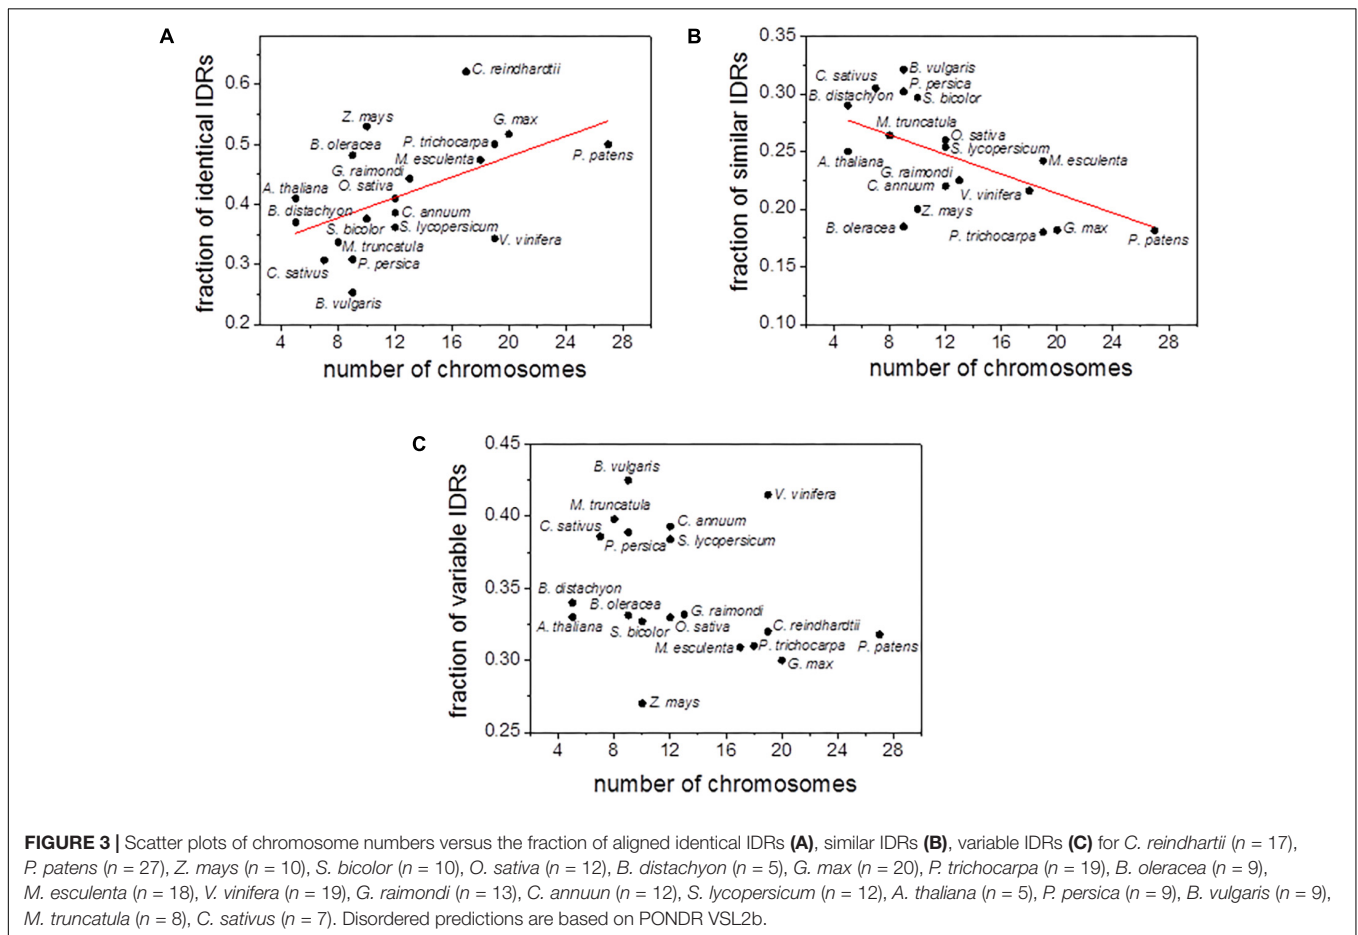 A
fraction of identical IDRs
0.6
0.5
0.4
0.3
0.2
C. reindhardtii
Z. mays
G. max
B. oleracea
P. trichocarpa
M. esculenta
P. patens
G. raimondi
A. thaliana
O. sativa
B. distachyon
C. annuum
S. bicolor
S. lycopersicum
M. truncatula
V. vinifera
C. sativus
P. persica
B. vulgaris
4 8 12 16 20 24 28
number of chromosomes
B
fraction of similar IDRs
0.35
0.30
0.25
0.20
0.15
0.10
B. vulgaris
C. sativus
P. persica
B. distachyon
S. bicolor
M. truncatula
O. sativa
S. lycopersicum
A. thaliana
M. esculenta
G. raimondi
C. annuum
V. vinifera
Z. mays
B. oleracea
P. trichocarpa
G. max
P. patens
4 8 12 16 20 24 28
number of chromosomes
C
fraction of variable IDRs
0.45
0.40
0.35
0.30
0.25
B. vulgaris
V. vinifera
M. truncatula
C. sativus
C. annuum
P. persica
S. lycopersicum
B. distachyon
B. oleracea
G. raimondi
A. thaliana
S. bicolor
O. sativa
C. reindhardtii
M. esculenta
P. trichocarpa
P. patens
G. max
Z. mays
4 8 12 16 20 24 28
number of chromosomes
FIGURE 3 | Scatter plots of chromosome numbers versus the fraction of aligned identical IDRs (A), similar IDRs (B), variable IDRs (C) for C. reindhartii (n = 17),
P. patens (n = 27), Z. mays (n = 10), S. bicolor (n = 10), O. sativa (n = 12), B. distachyon (n = 5), G. max (n = 20), P. trichocarpa (n = 19), B. oleracea (n = 9),
M. esculenta (n = 18), V. vinifera (n = 19), G. raimondi (n = 13), C. annuun (n = 12), S. lycopersicum (n = 12), A. thaliana (n = 5), P. persica (n = 9), B. vulgaris (n = 9),
M. truncatula (n = 8), C. sativus (n = 7). Disordered predictions are based on PONDR VSL2b.